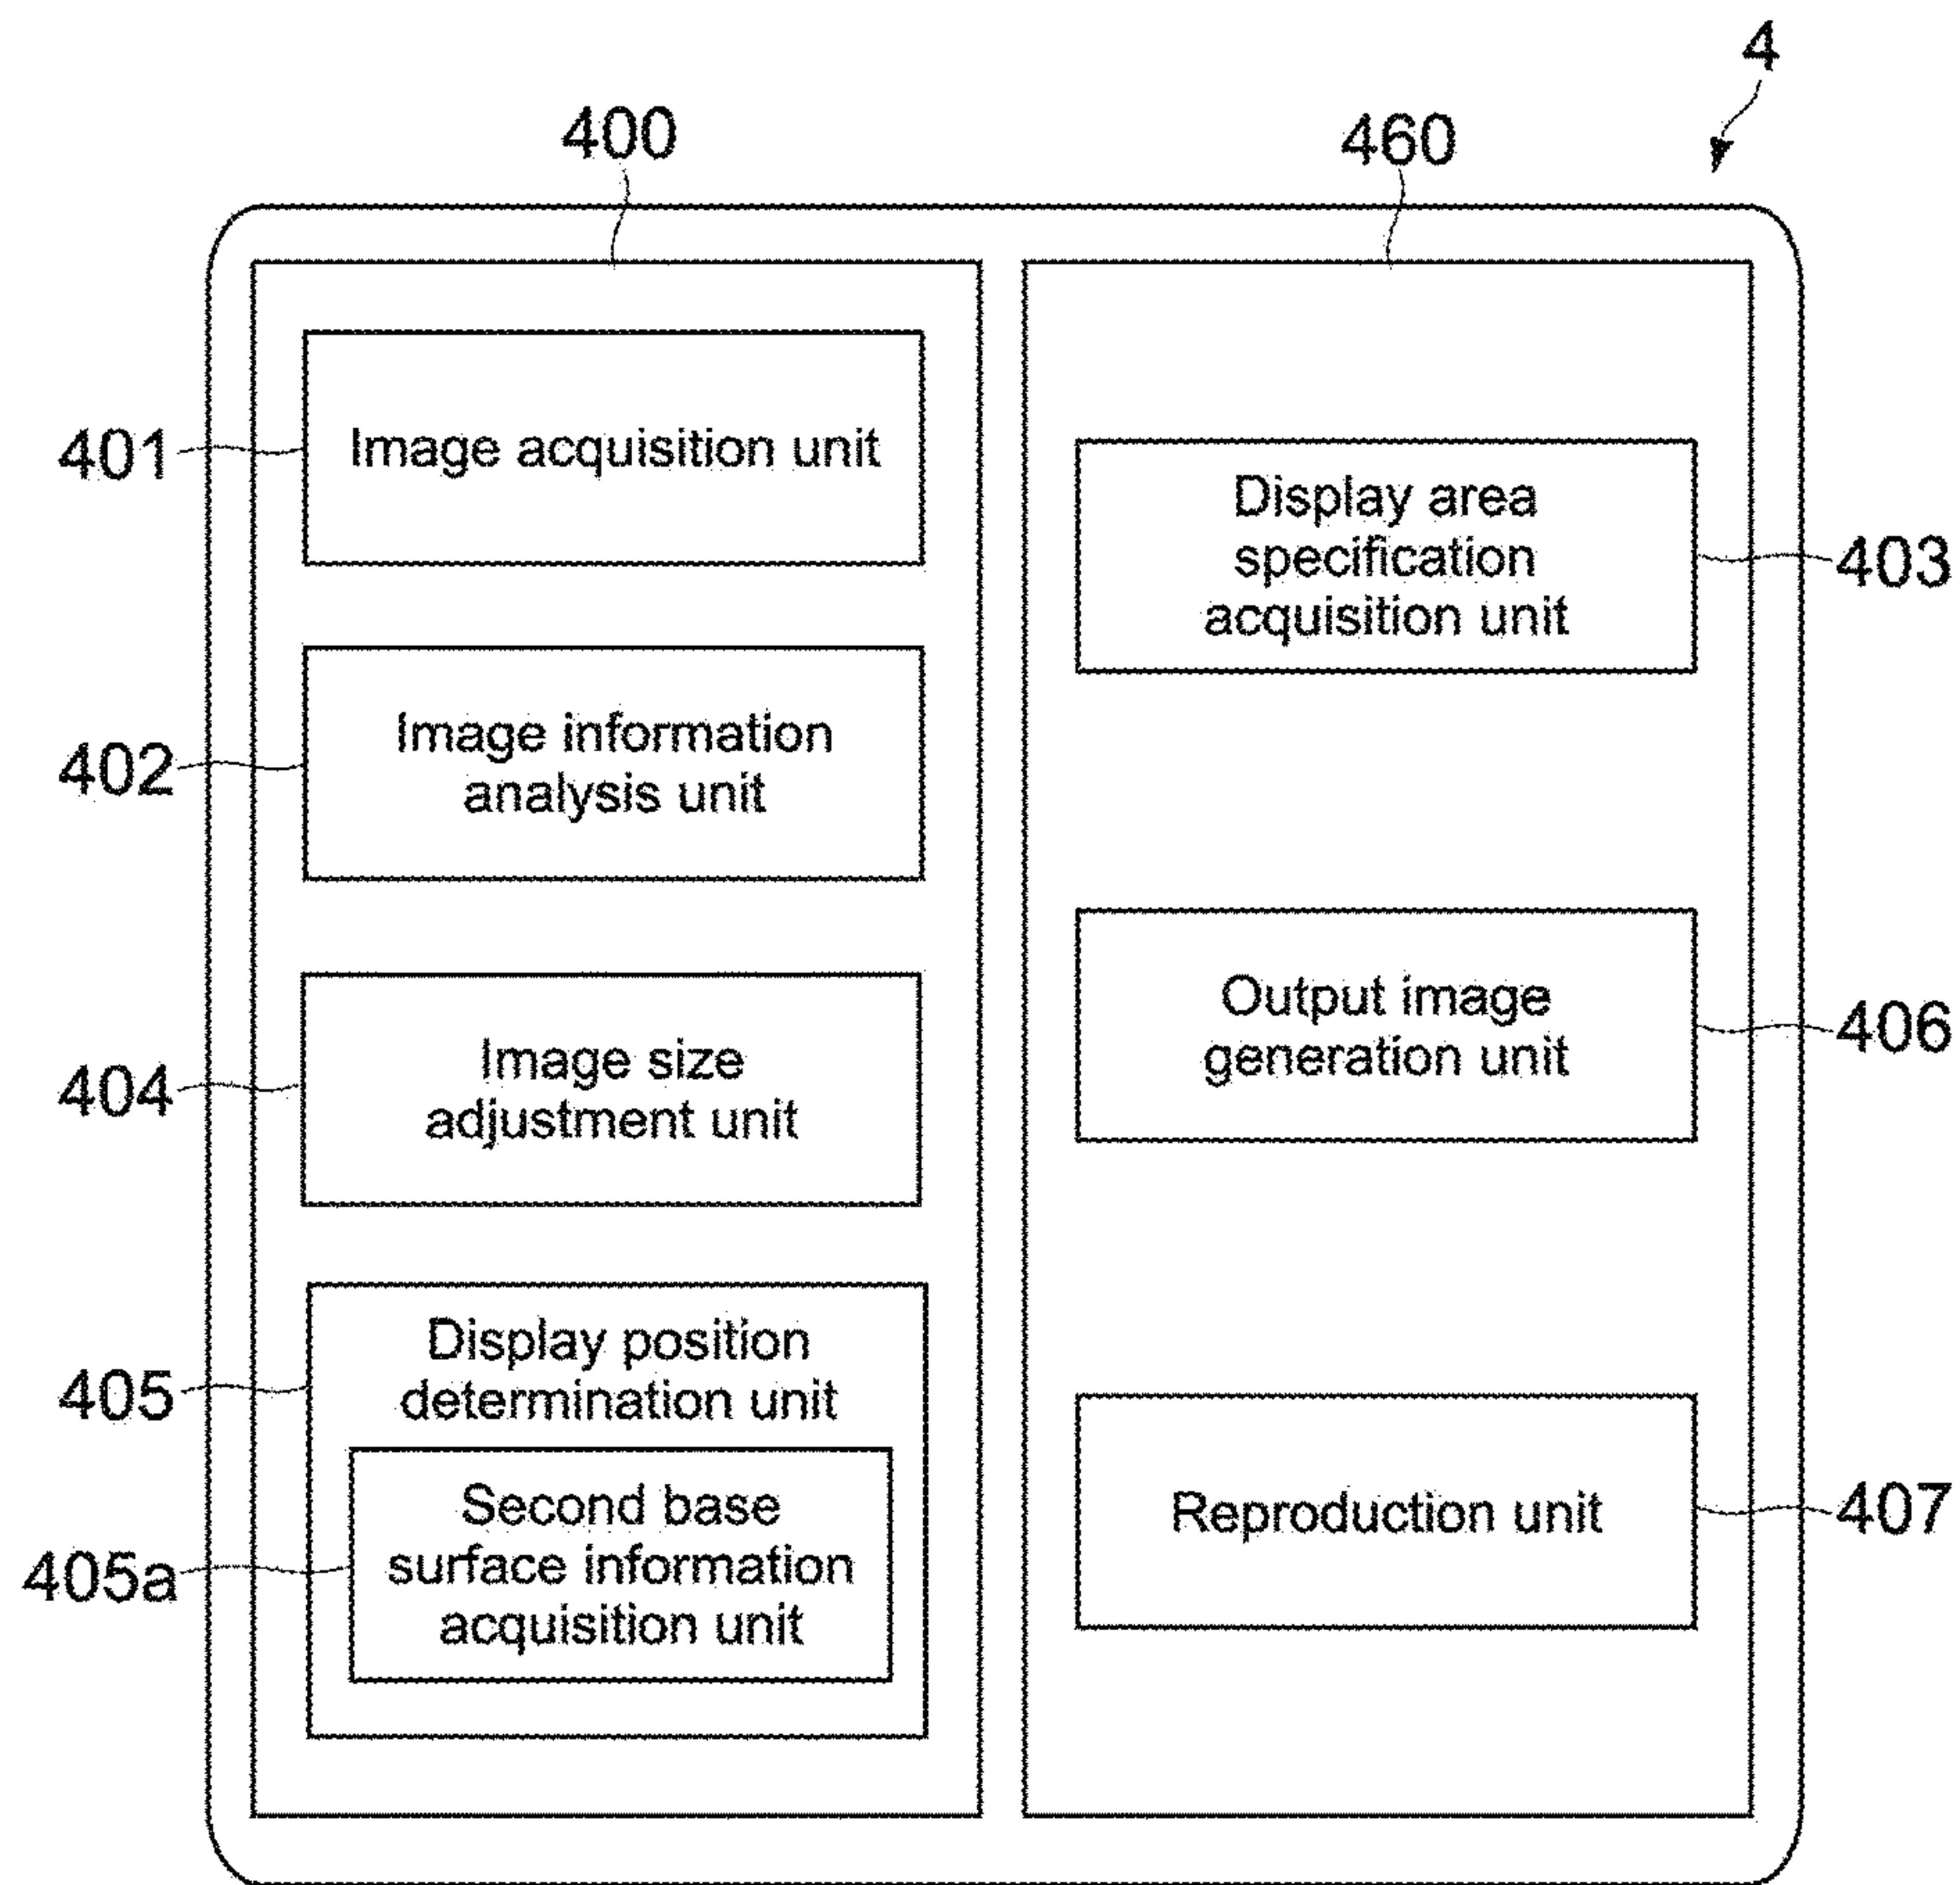 4
400
460
401
Image acquisition unit
402
Image information
analysis unit
404
Image size
adjustment unit
405
Display position
determination unit
405a
Second base
surface information
acquisition unit
Display area
specification
acquisition unit
403
Output image
generation unit
406
Reproduction unit
407